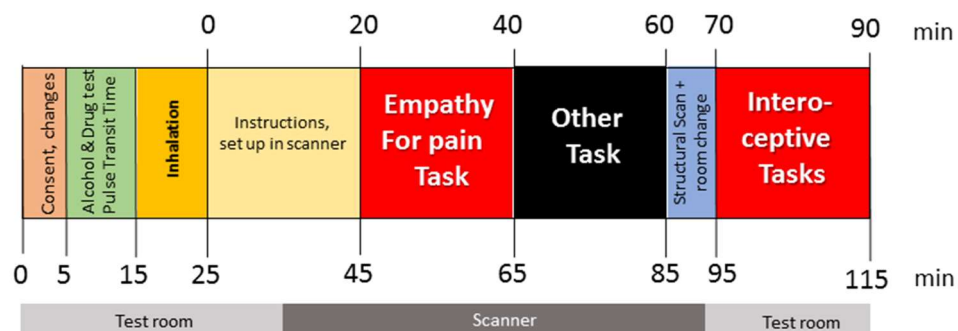 0 20 40 60 70 90 min
Consent, changes
Alcohol & Drug test
Pulse Transit Time
Inhalation
Instructions,
set up in scanner
Empathy
For pain
Task
Other
Task
Structural Scan +
room change
Intero-
ceptive
Tasks
0 5 15 25 45 65 85 95 115 min
Test room Scanner Test room